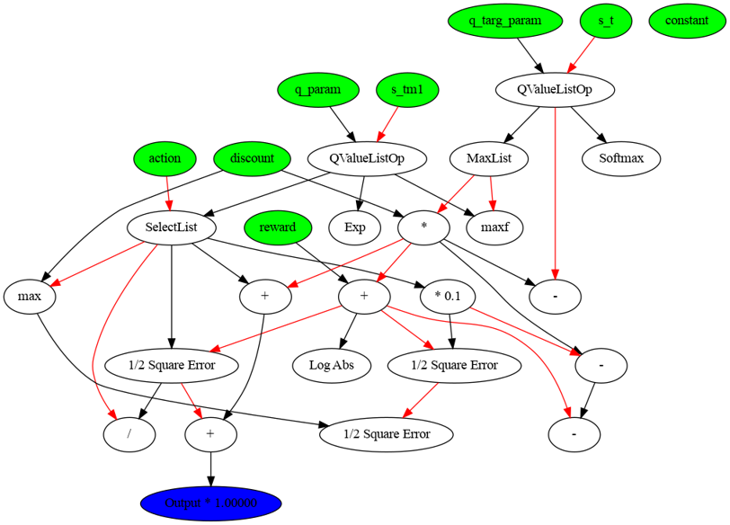 q_targ_param
s_t
constant
q_param
s_tm1
QValueListOp
action
discount
QValueListOp
MaxList
Softmax
SelectList
reward
Exp
*
maxf
max
+
+
* 0.1
-
1/2 Square Error
Log Abs
1/2 Square Error
-
/
+
1/2 Square Error
-
Output * 1.00000